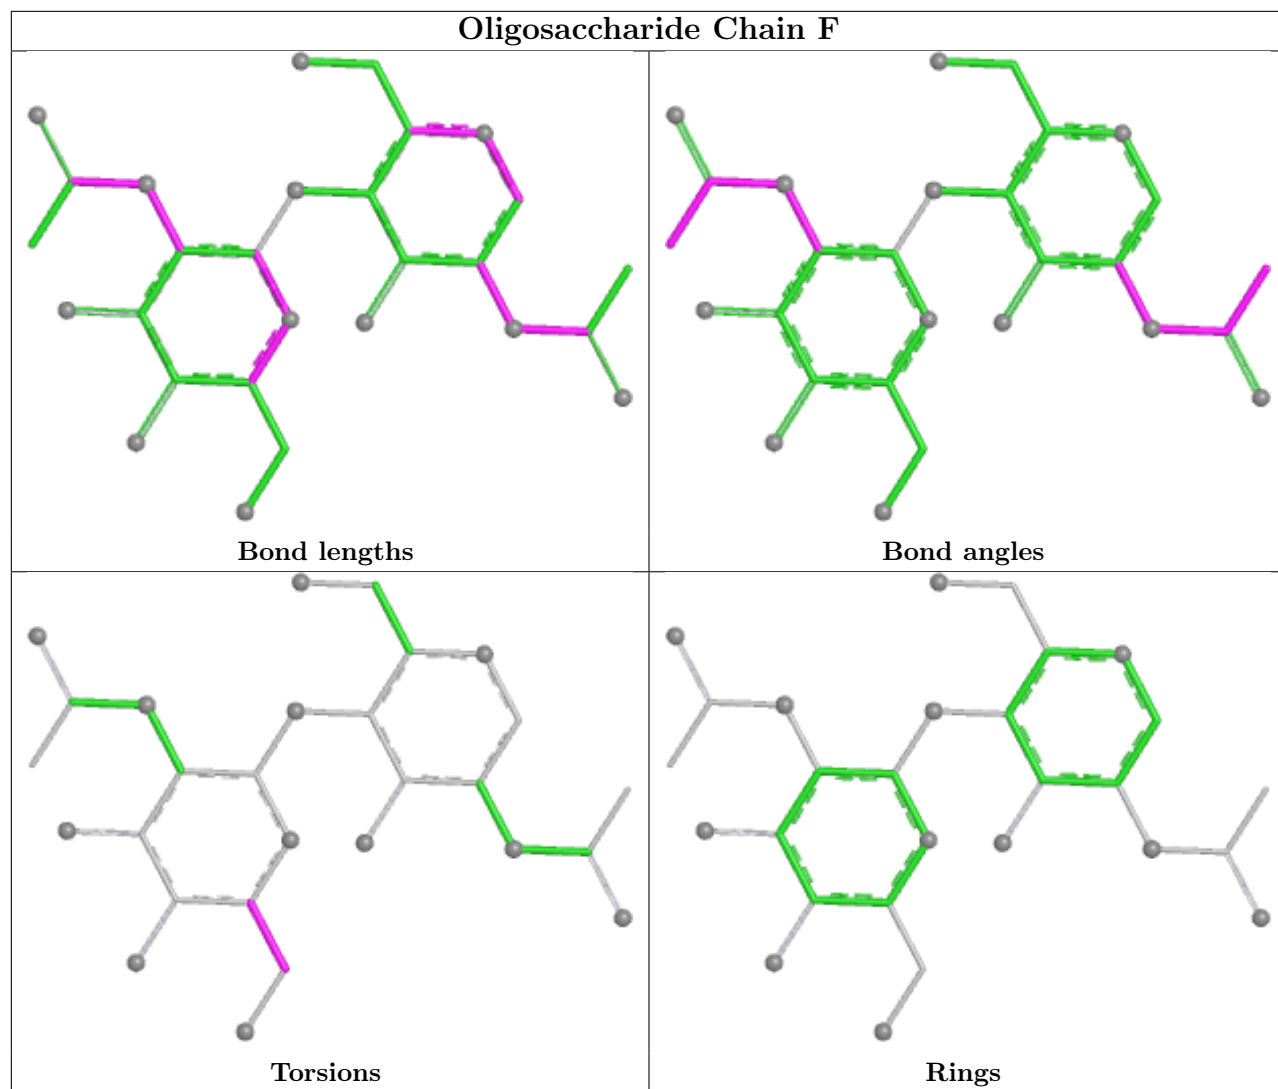 Oligosaccharide Chain F
Bond lengths
Bond angles
Torsions
Rings